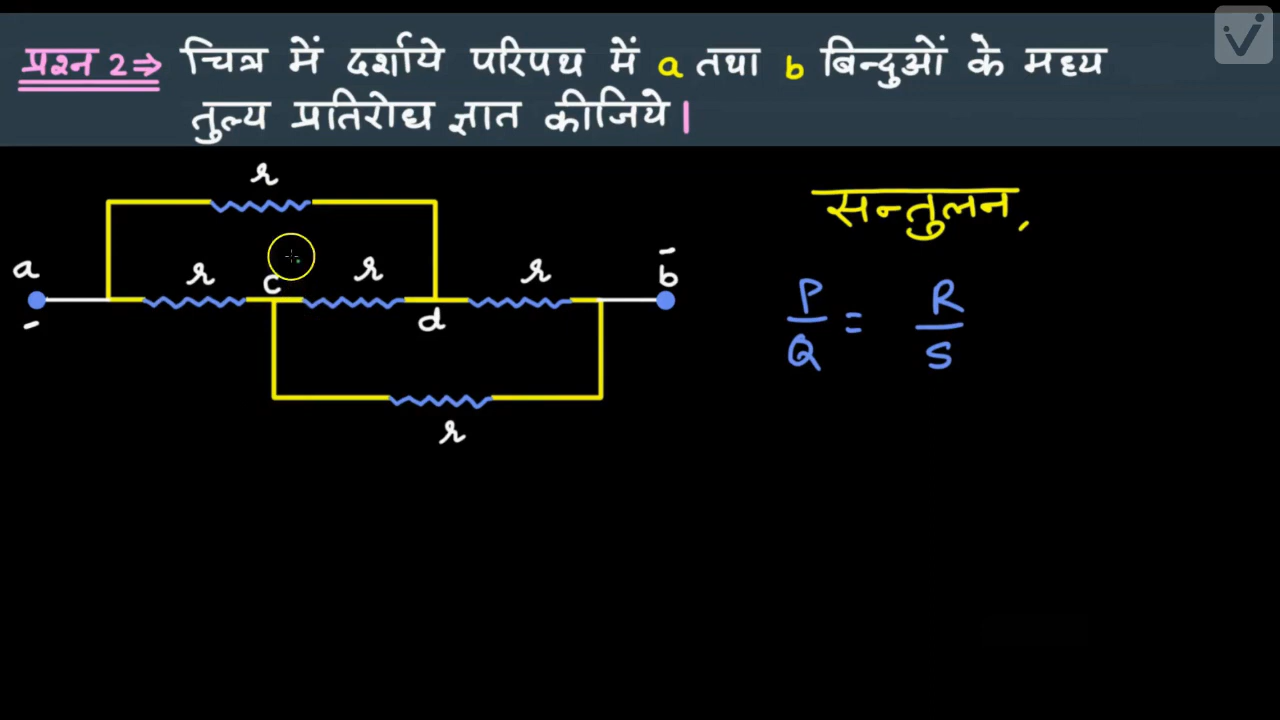 प्रश्न 2⇒ चित्र में दर्शाये परिपथ में a तथा b बिन्दुओं के मध्य
तुल्य प्रतिरोध ज्ञात कीजिये।
r
सन्तुलन,
a r c r r b
d
P/Q = R/S
r